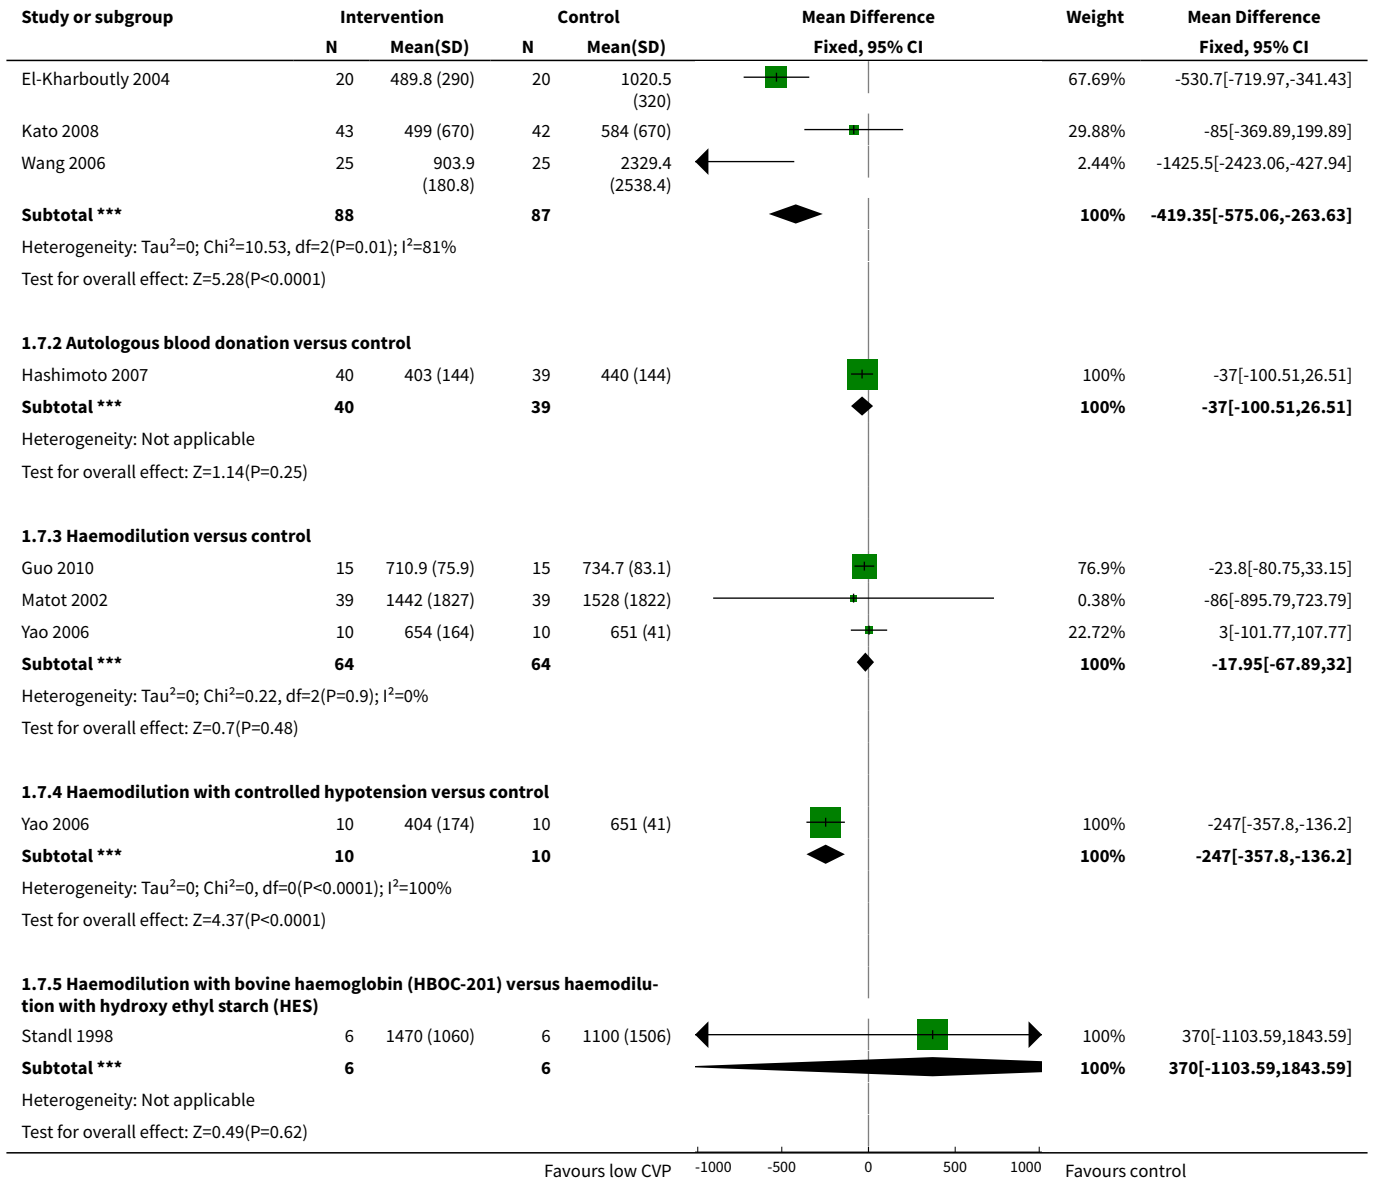 Study or subgroup Intervention Control Mean Difference Weight Mean Difference
N Mean(SD) N Mean(SD) Fixed, 95% CI Fixed, 95% CI
El-Kharboutly 2004 20 489.8 (290) 20 1020.5 67.69% -530.7[-719.97,-341.43]
(320)
Kato 2008 43 499 (670) 42 584 (670) 29.88% -85[-369.89,199.89]
Wang 2006 25 903.9 25 2329.4 2.44% -1425.5[-2423.06,-427.94]
(180.8) (2538.4)
Subtotal *** 88 87 100% -419.35[-575.06,-263.63]
Heterogeneity: Tau²=0; Chi²=10.53, df=2(P=0.01); I²=81%
Test for overall effect: Z=5.28(P<0.0001)
1.7.2 Autologous blood donation versus control
Hashimoto 2007 40 403 (144) 39 440 (144) 100% -37[-100.51,26.51]
Subtotal *** 40 39 100% -37[-100.51,26.51]
Heterogeneity: Not applicable
Test for overall effect: Z=1.14(P=0.25)
1.7.3 Haemodilution versus control
Guo 2010 15 710.9 (75.9) 15 734.7 (83.1) 76.9% -23.8[-80.75,33.15]
Matot 2002 39 1442 (1827) 39 1528 (1822) 0.38% -86[-895.79,723.79]
Yao 2006 10 654 (164) 10 651 (41) 22.72% 3[-101.77,107.77]
Subtotal *** 64 64 100% -17.95[-67.89,32]
Heterogeneity: Tau²=0; Chi²=0.22, df=2(P=0.9); I²=0%
Test for overall effect: Z=0.7(P=0.48)
1.7.4 Haemodilution with controlled hypotension versus control
Yao 2006 10 404 (174) 10 651 (41) 100% -247[-357.8,-136.2]
Subtotal *** 10 10 100% -247[-357.8,-136.2]
Heterogeneity: Tau²=0; Chi²=0, df=0(P<0.0001); I²=100%
Test for overall effect: Z=4.37(P<0.0001)
1.7.5 Haemodilution with bovine haemoglobin (HBOC-201) versus haemodilu-
tion with hydroxy ethyl starch (HES)
Standl 1998 6 1470 (1060) 6 1100 (1506) 100% 370[-1103.59,1843.59]
Subtotal *** 6 6 100% 370[-1103.59,1843.59]
Heterogeneity: Not applicable
Test for overall effect: Z=0.49(P=0.62)
Favours low CVP -1000 -500 0 500 1000 Favours control